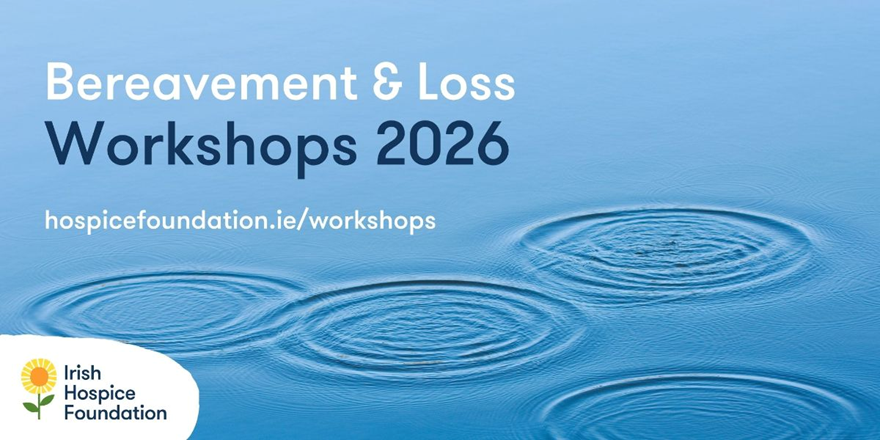 Bereavement & Loss
Workshops 2026
hospicefoundation.ie/workshops
Irish
Hospice
Foundation